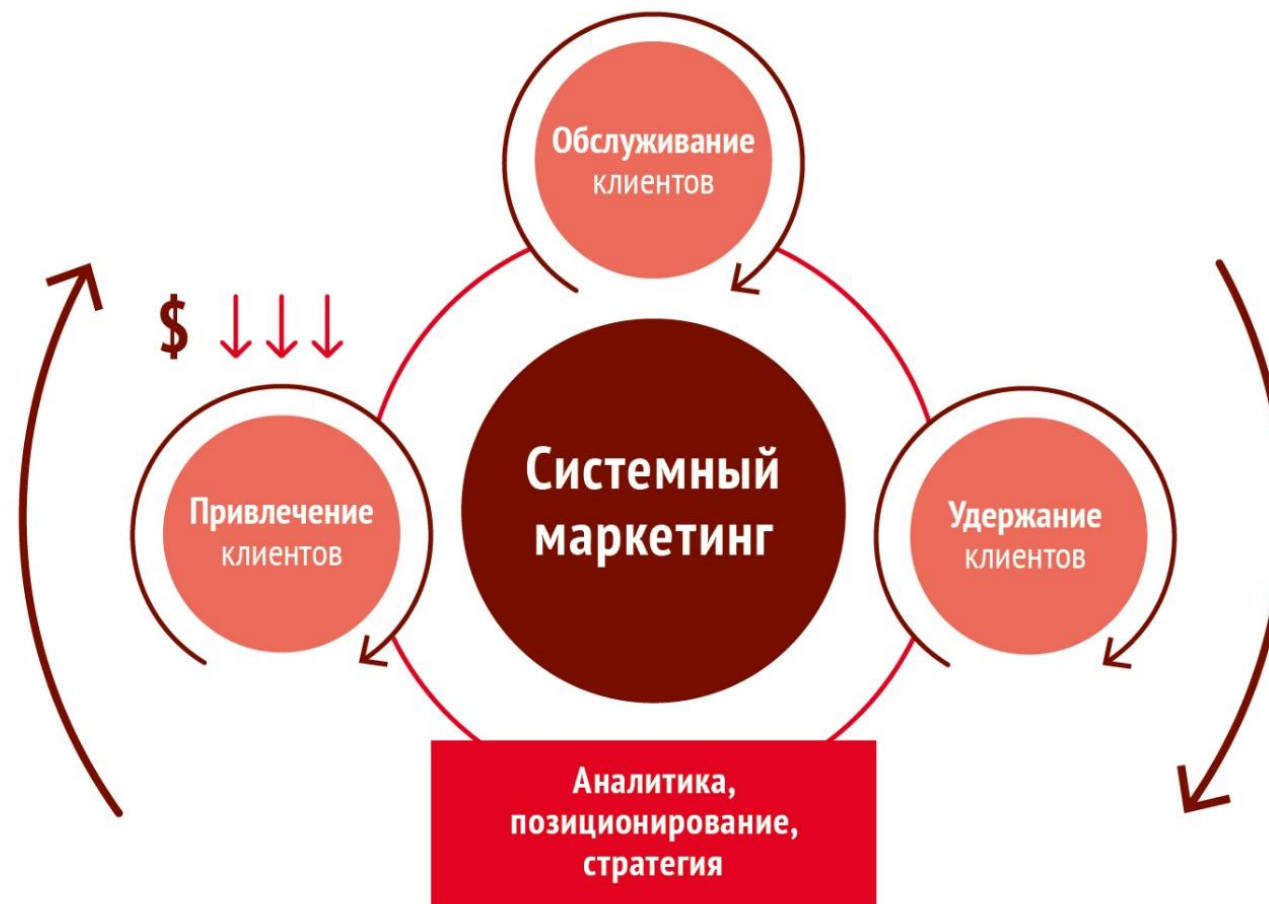 Обслуживание
клиентов
$
Привлечение
клиентов
Системный
маркетинг
Удержание
клиентов
Аналитика,
позиционирование,
стратегия